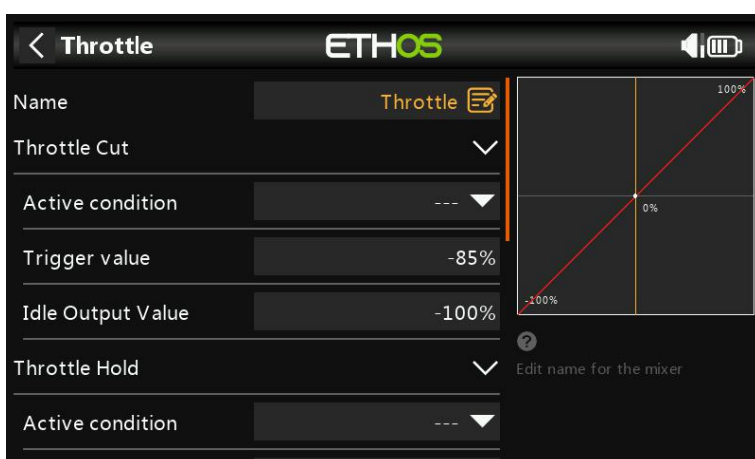 Throttle
ETHOS
Name
Throttle
Throttle Cut
Active condition
---
Trigger value
-85%
Idle Output Value
-100%
Throttle Hold
Active condition
---
100%
0%
-100%
?
Edit name for the mixer